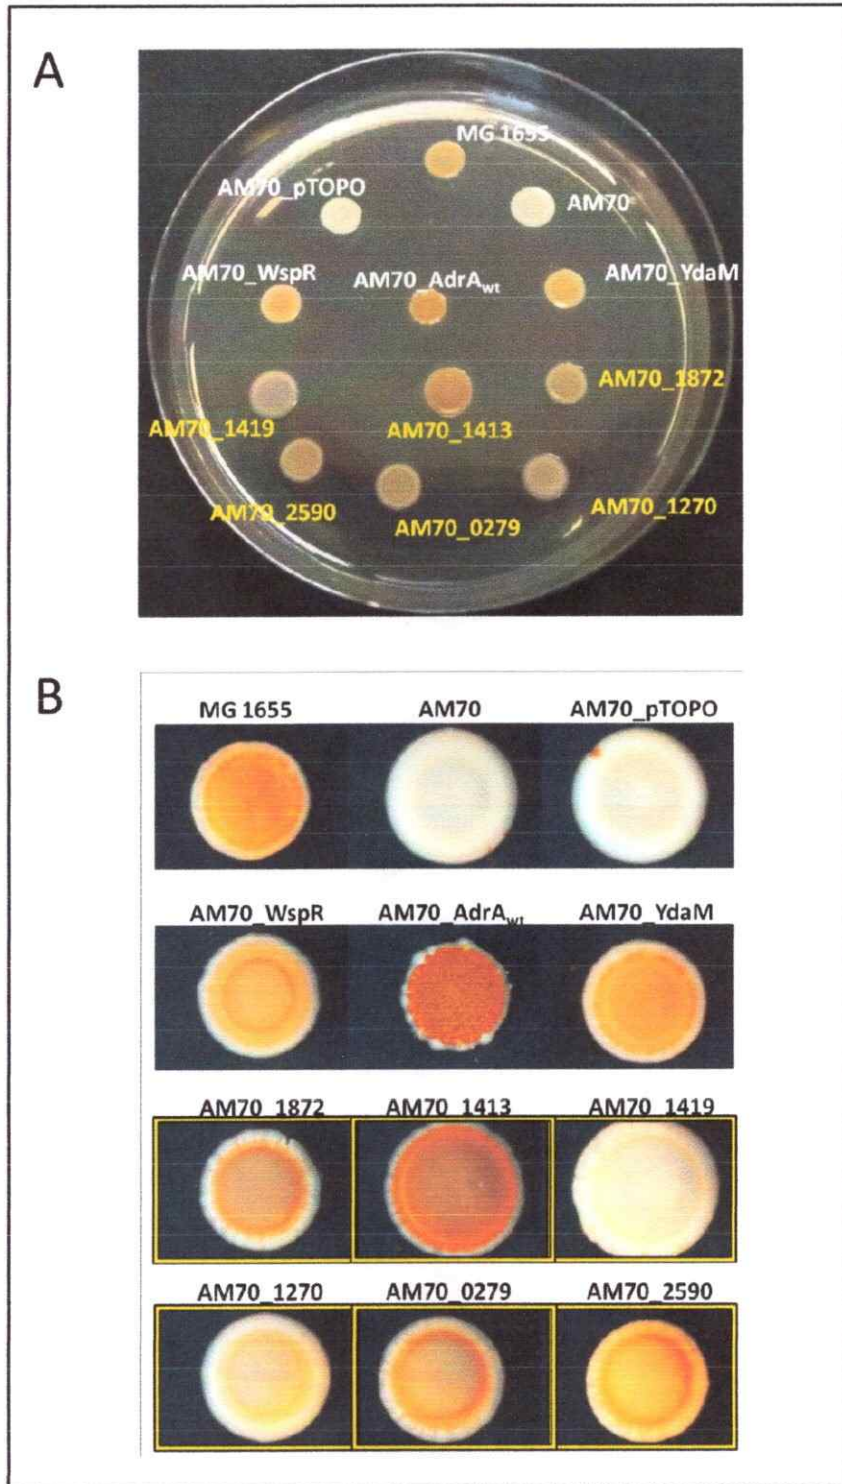 A
MG 1655
AM70_pTOPO
AM70
AM70_WspR
AM70_AdrAwt
AM70_YdaM
AM70_1872
AM70_1419
AM70_1413
AM70_2590
AM70_0279
AM70_1270
B
MG 1655 AM70 AM70_pTOPO
AM70_WspR AM70_AdrAwt AM70_YdaM
AM70_1872 AM70_1413 AM70_1419
AM70_1270 AM70_0279 AM70_2590